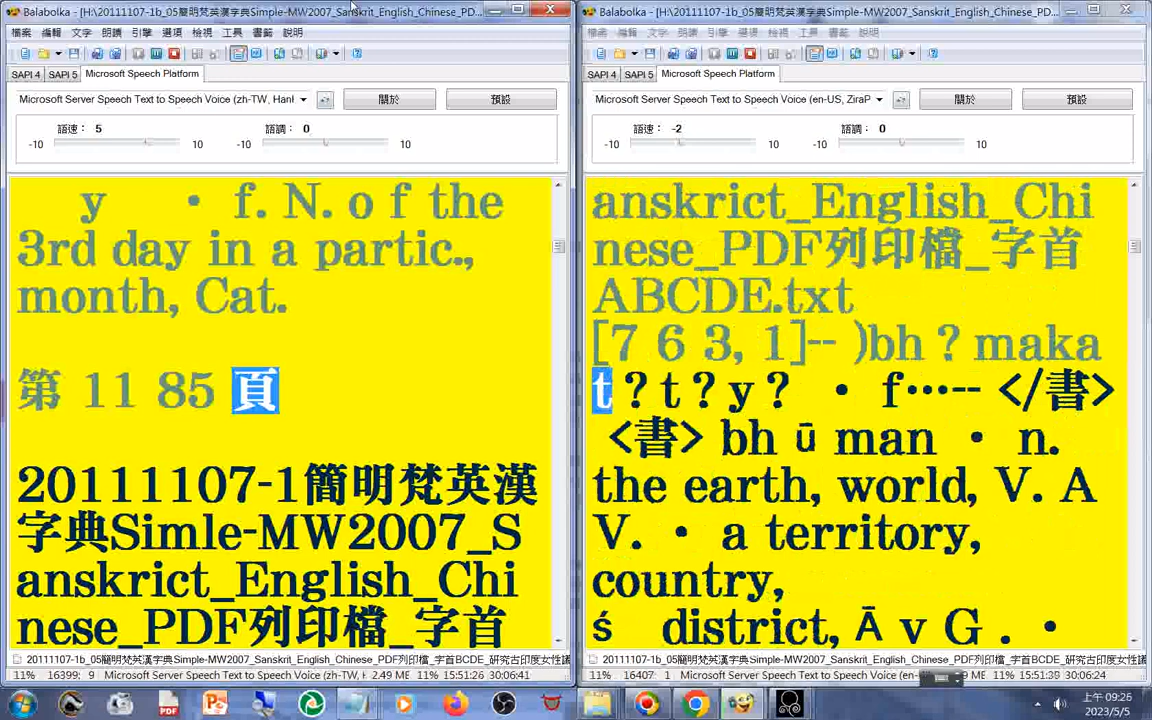 Balabolka - [H:\20111107-1b_05簡明梵英漢字典Simple-MW2007_Sanskrit_English_Chinese_PD...
檔案 編輯 文字 朗讀 引擎 選項 檢視 工具 書籤 說明
SAPI 4 SAPI 5 Microsoft Speech Platform
Microsoft Server Speech Text to Speech Voice (zh-TW, Han
關於 預設
語速： 5 語調： 0
-10 10 -10 10
y • f. N. o f the
3rd day in a partic.,
month, Cat.
第 11 85 頁
20111107-1簡明梵英漢
字典Simle-MW2007_S
anskrict_English_Chi
nese_PDF列印檔_字首
20111107-1b_05簡明梵英漢字典Simple-MW2007_Sanskrit_English_Chinese_PDF列印檔_字首BCDE_研究古印度女性議
11% 16399: 9 Microsoft Server Speech Text to Speech Voice (zh-TW, H 2.49 ME 11% 15:51:26 30:06:41
Balabolka - [H:\20111107-1b_05簡明梵英漢字典Simple-MW2007_Sanskrit_English_Chinese_PD...
檔案 編輯 文字 朗讀 引擎 選項 檢視 工具 書籤 說明
SAPI 4 SAPI 5 Microsoft Speech Platform
Microsoft Server Speech Text to Speech Voice (en-US, ZiraP
關於 預設
語速： -2 語調： 0
-10 10 -10 10
anskrict_English_Chi
nese_PDF列印檔_字首
ABCDE.txt
[7 6 3, 1]-- )bh ? maka
t ? t ? y ? • f…-- </書>
<書> bh ū man • n.
the earth, world, V. A
V. • a territory,
country,
ś district, Ā v G . •
20111107-1b_05簡明梵英漢字典Simple-MW2007_Sanskrit_English_Chinese_PDF列印檔_字首BCDE_研究古印度女性議
11% 16407: 1 Microsoft Server Speech Text to Speech Voice (en-US ME 11% 15:51:39 30:06:24
上午 09:26
2023/5/5